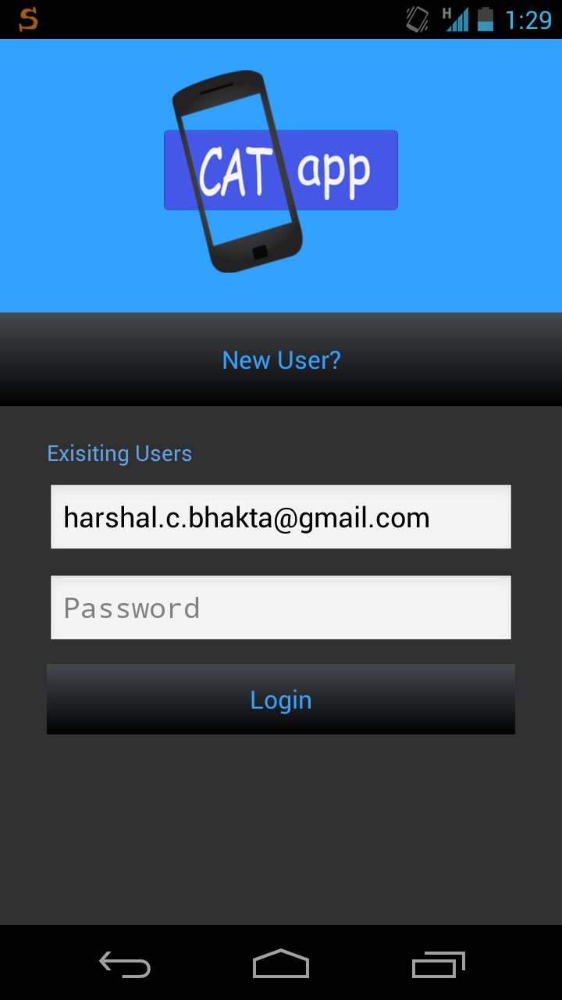 S
H
1:29
CAT app
New User?
Exisiting Users
harshal.c.bhakta@gmail.com
Password
Login